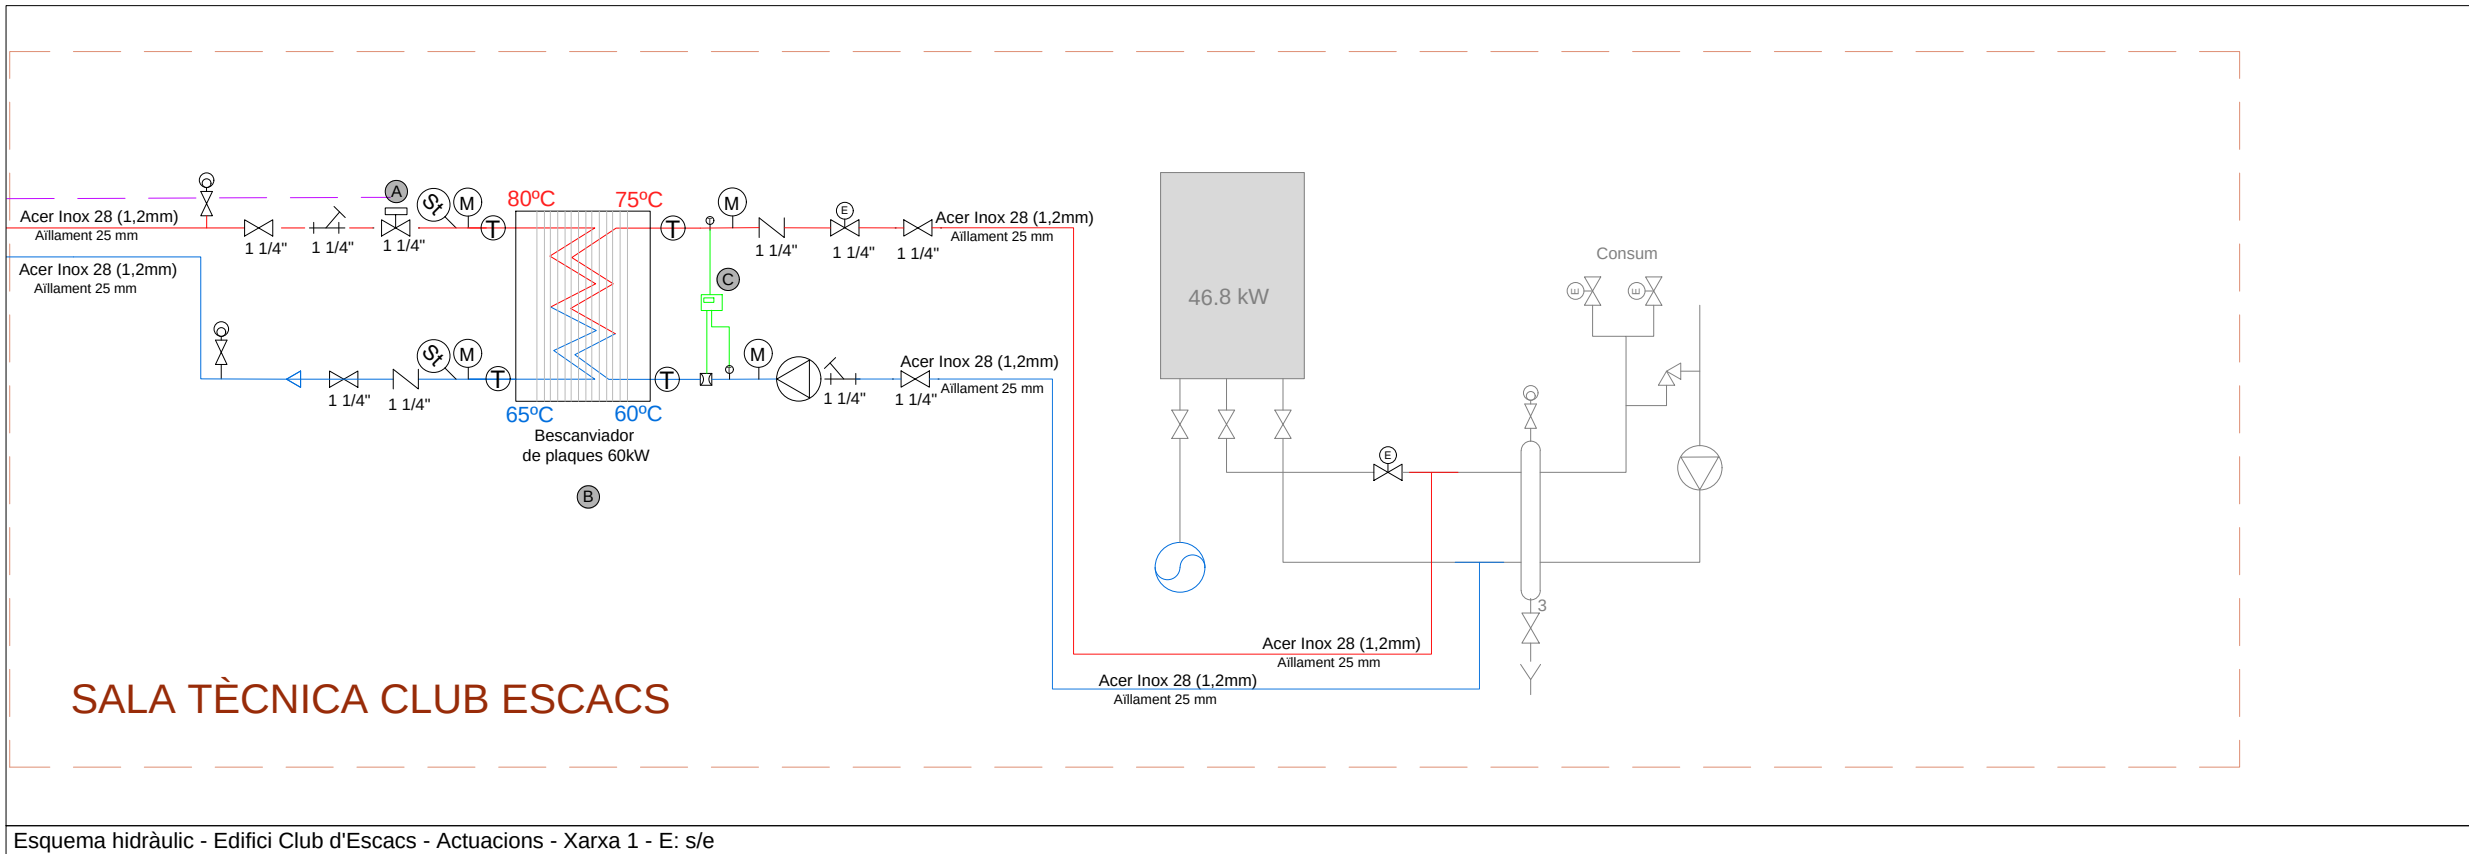 A
St
M
80ºC
75ºC
M
E
Acer Inox 28 (1,2mm)
Aïllament 25 mm
T
T
T
Acer Inox 28 (1,2mm)
Aïllament 25 mm
1 1/4"
1 1/4"
1 1/4"
1 1/4"
1 1/4"
1 1/4"
Acer Inox 28 (1,2mm)
Aïllament 25 mm
C
Consum
E
E
46.8 kW
St
M
M
T
T
T
Acer Inox 28 (1,2mm)
Aïllament 25 mm
1 1/4"
1 1/4"
1 1/4"
1 1/4"
65ºC
60ºC
Bescanviador
de plaques 60kW
B
E
3
Acer Inox 28 (1,2mm)
Aïllament 25 mm
Acer Inox 28 (1,2mm)
Aïllament 25 mm
SALA TÈCNICA CLUB ESCACS
Esquema hidràulic - Edifici Club d'Escacs - Actuacions - Xarxa 1 - E: s/e